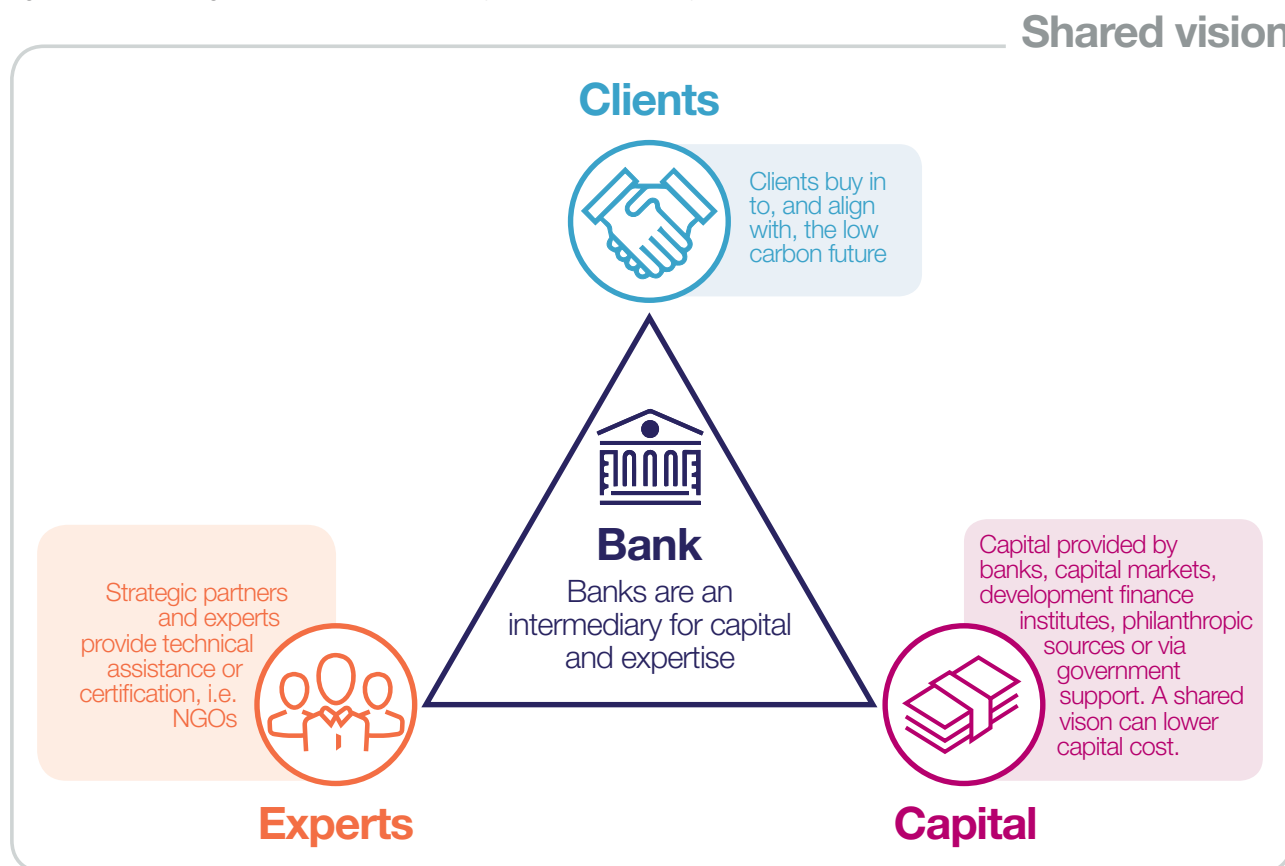 Shared vision
Clients
Clients buy in
to, and align
with, the low
carbon future
Bank
Banks are an
intermediary for capital
and expertise
Strategic partners
and experts
provide technical
assistance or
certification, i.e.
NGOs
Experts
Capital provided by
banks, capital markets,
development finance
institutes, philanthropic
sources or via
government
support. A shared
vison can lower
capital cost.
Capital